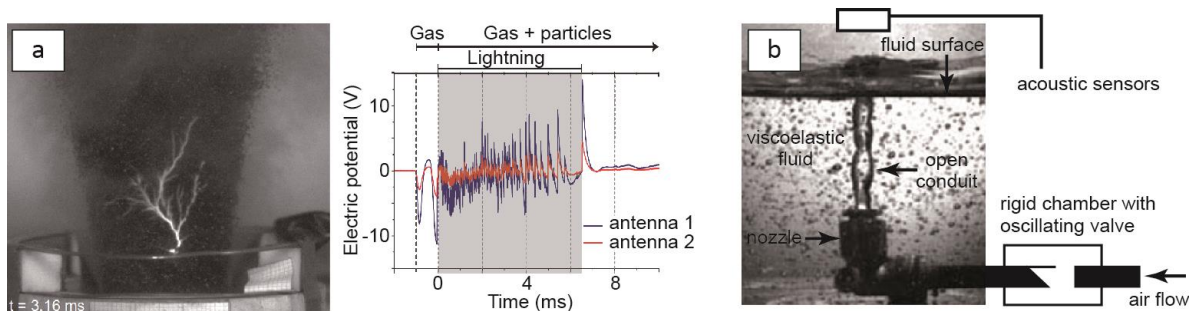 a
t = 3.16 ms
Gas
Gas + particles
Lightning
Electric potential (V)
10
0
-10
antenna 1
antenna 2
0
4
8
Time (ms)
b
fluid surface
acoustic sensors
viscoelastic
fluid
open
conduit
rigid chamber with
oscillating valve
nozzle
air flow